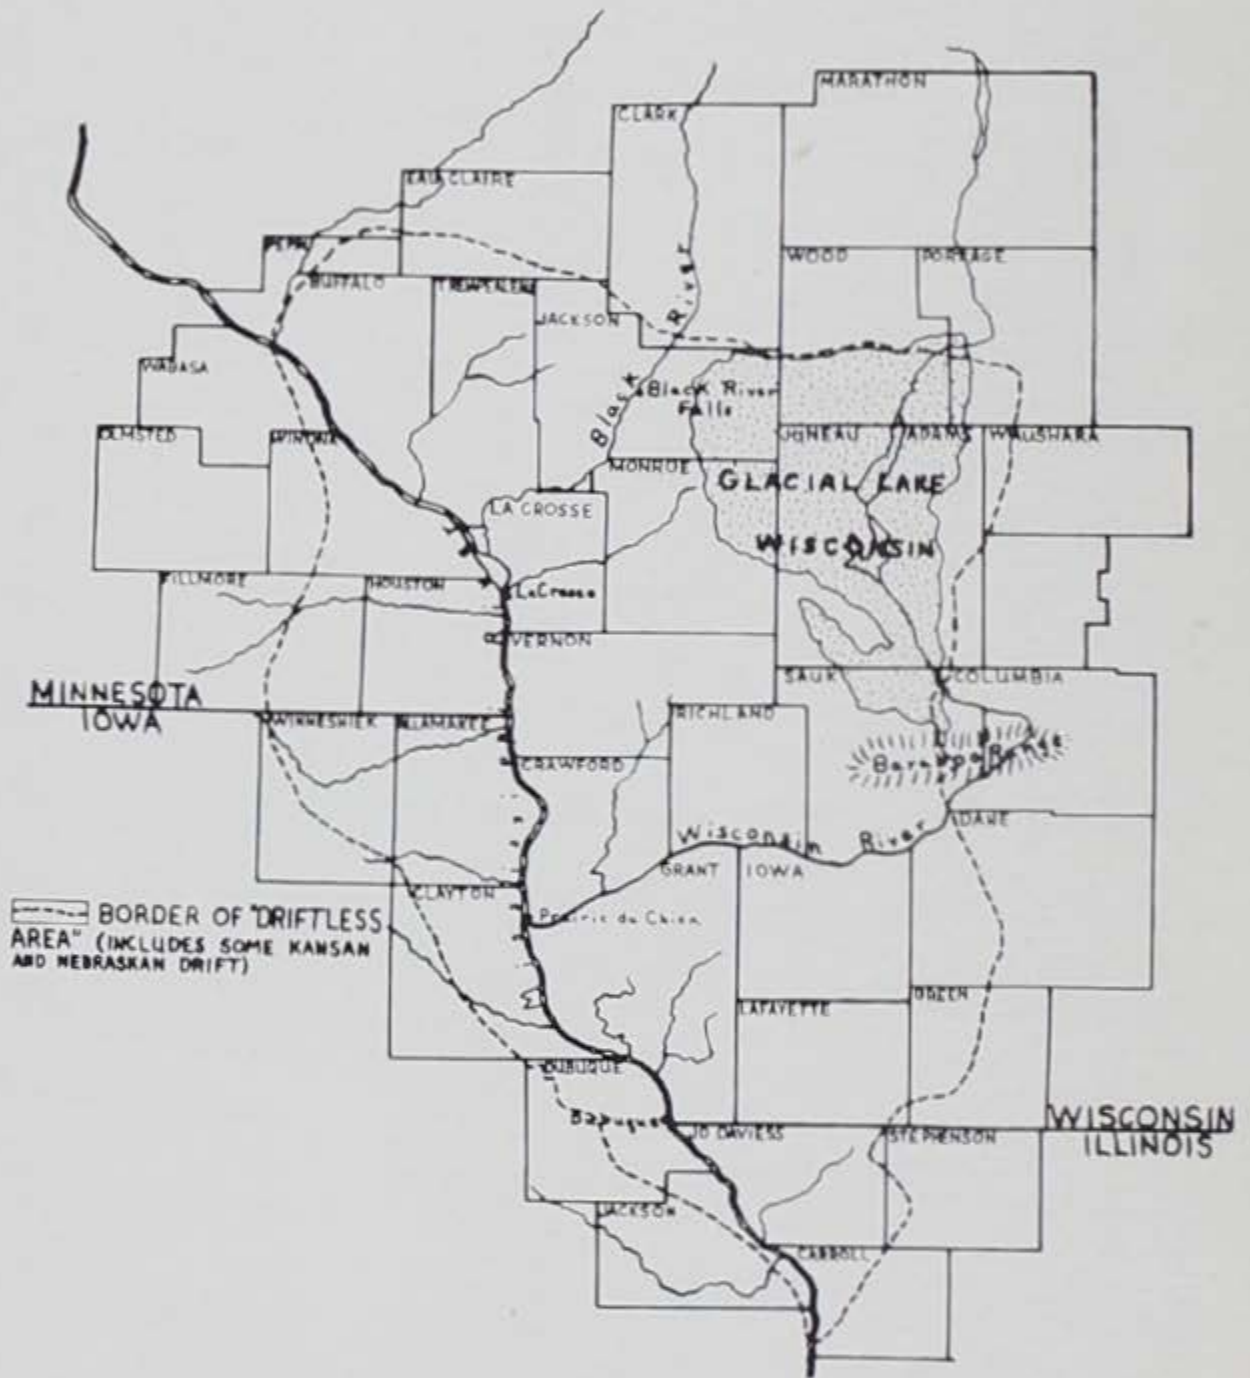 MARATHON
CLARK
EAU CLAIRE
PEPIN
WOOD
PORTAGE
BUFFALO
TREMPEALEAU
JACKSON
Black River
WABASA
Black River
Falls
OLMSTED
WINONA
JUNEAU
ADAMS
WAUSHARA
MONROE
GLACIAL LAKE
WISCONSIN
LA CROSSE
FILLMORE
HOUSTON
LaCrosse
VERNON
SAUK
COLUMBIA
MINNESOTA
IOWA
WINNESHIEK
ALLAMAKEE
RICHLAND
CRAWFORD
Baraboo Range
DANE
Wisconsin River
GRANT
IOWA
CLAYTON
BORDER OF "DRIFTLESS
AREA" (INCLUDES SOME KANSAN
AND NEBRASKAN DRIFT)
Prairie du Chien
GREEN
LAFAYETTE
DUBUQUE
Dubuque
JO DAVIESS
STEPHENSON
WISCONSIN
ILLINOIS
JACKSON
CARROLL